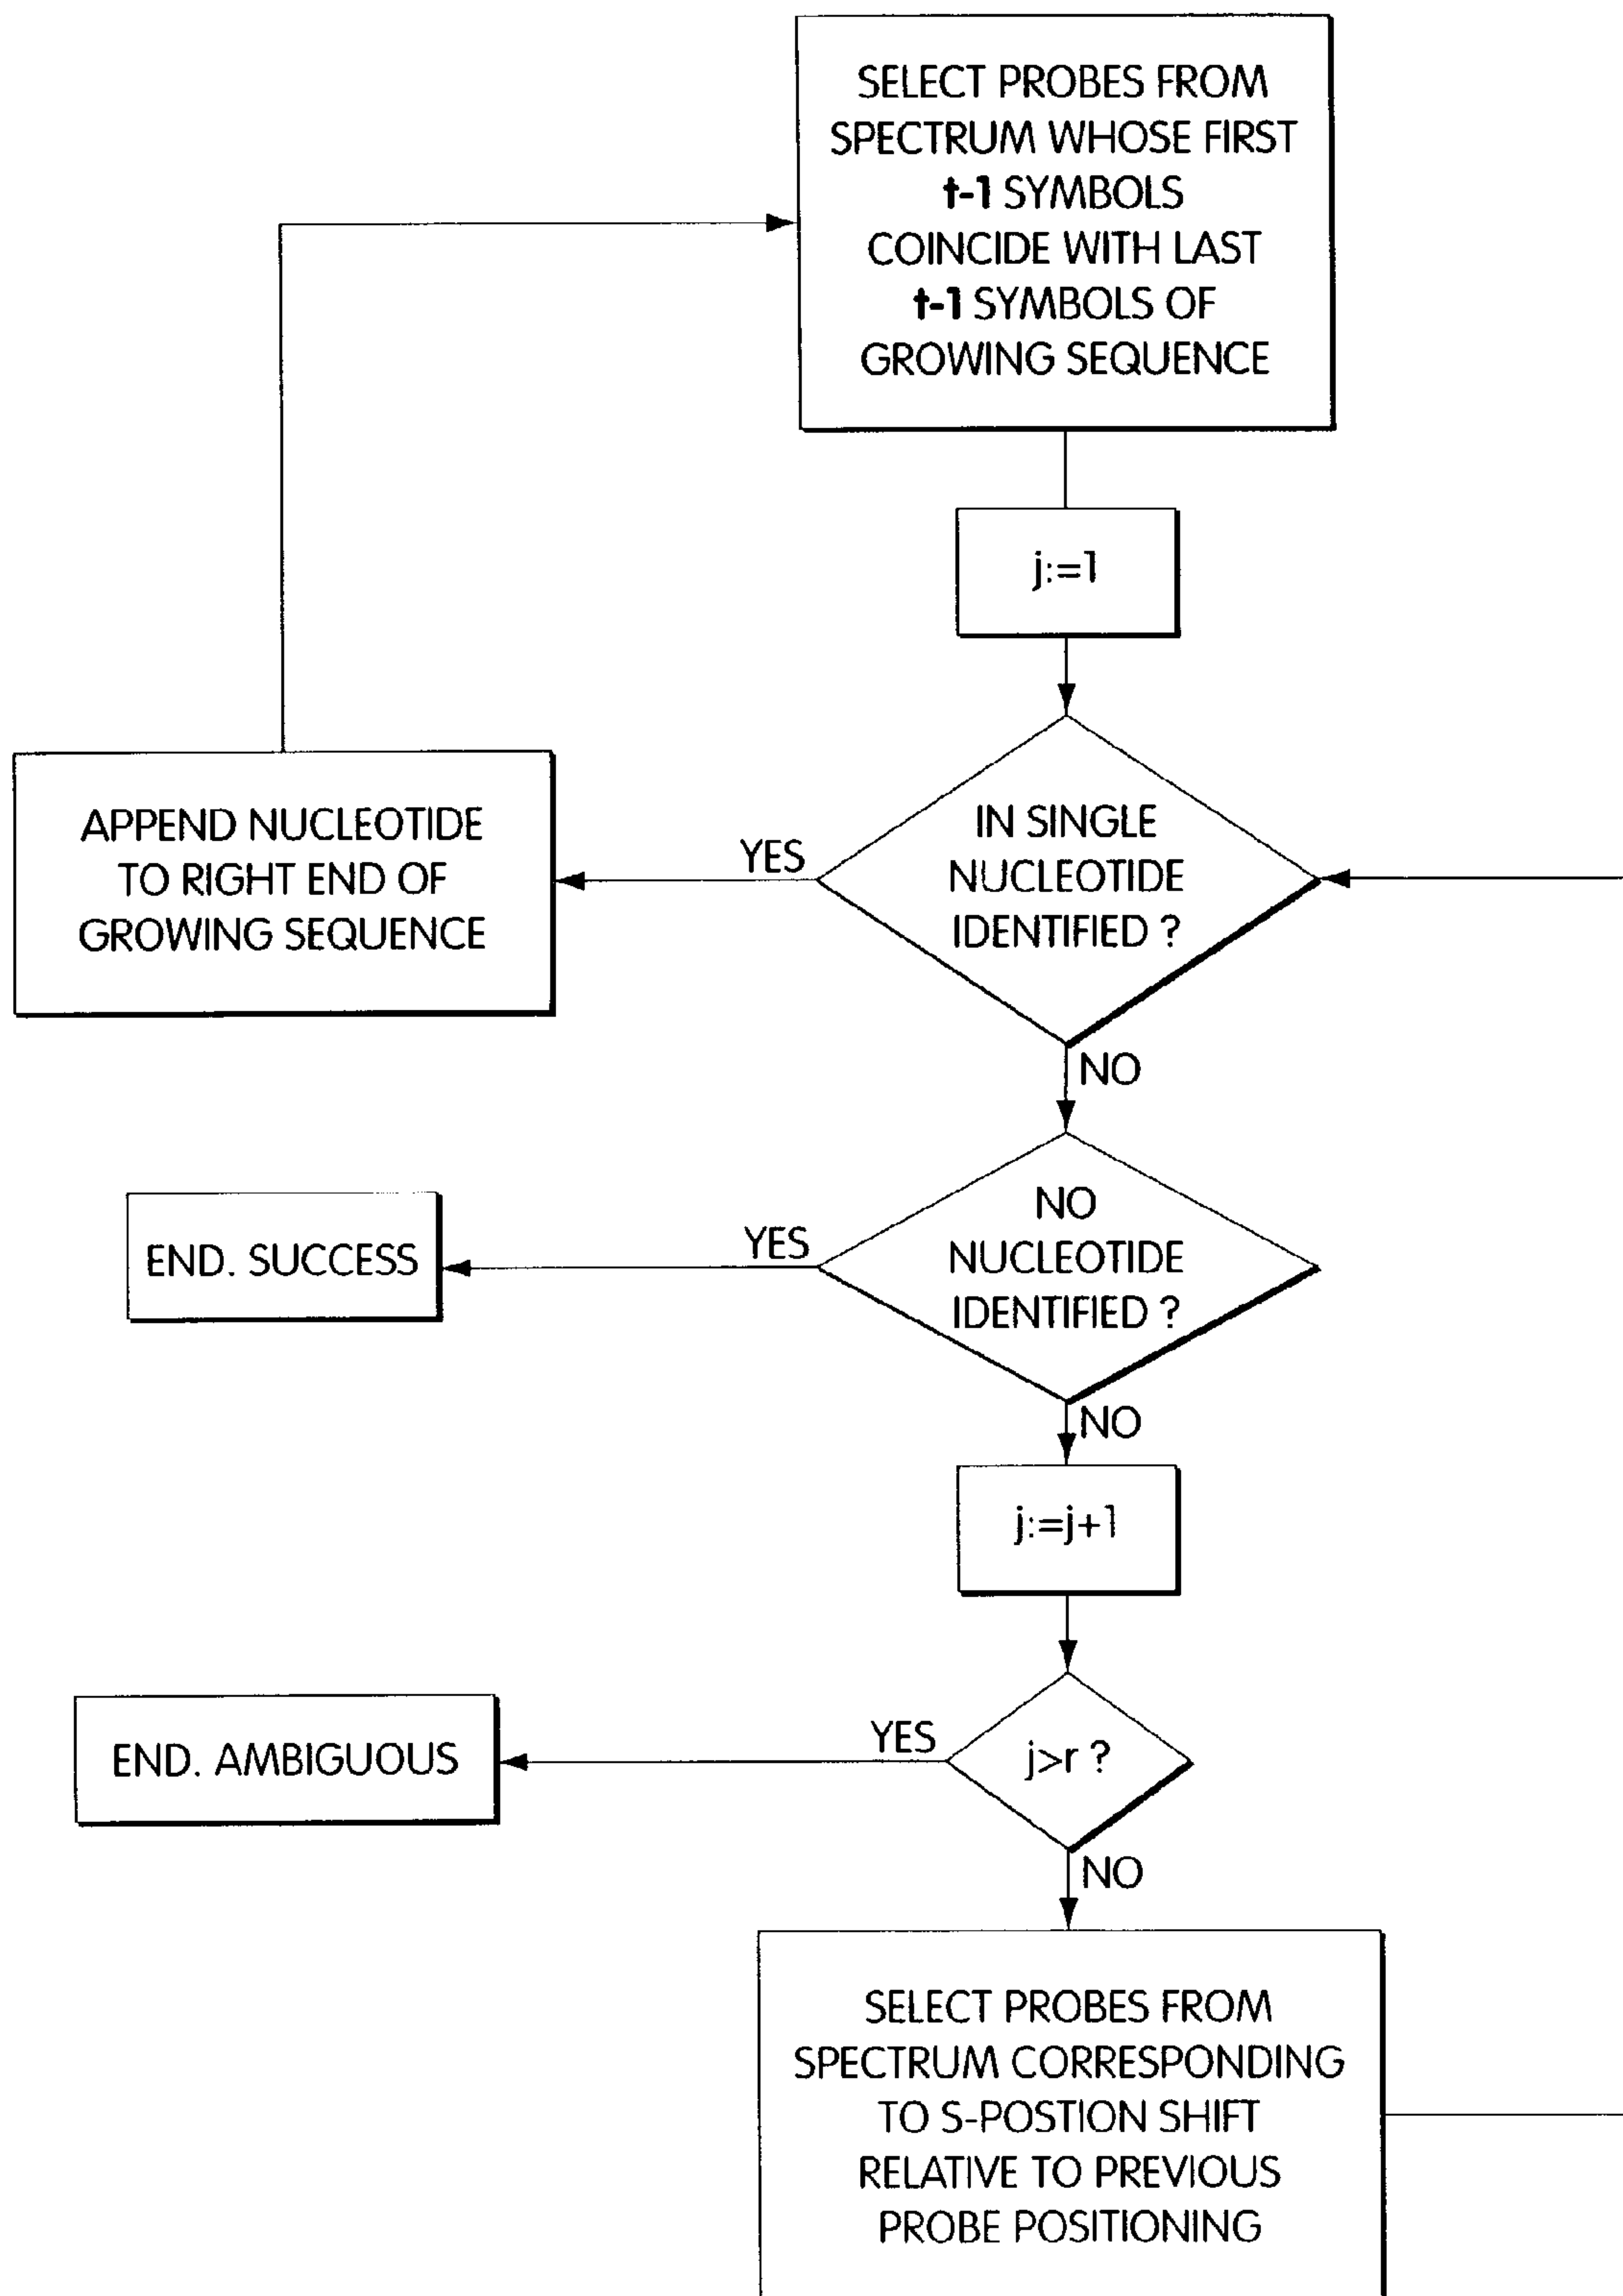 SELECT PROBES FROM
SPECTRUM WHOSE FIRST
t-1 SYMBOLS
COINCIDE WITH LAST
t-1 SYMBOLS OF
GROWING SEQUENCE
j:=1
IN SINGLE
NUCLEOTIDE
IDENTIFIED ?
YES
APPEND NUCLEOTIDE
TO RIGHT END OF
GROWING SEQUENCE
NO
NO
NUCLEOTIDE
IDENTIFIED ?
YES
END. SUCCESS
NO
j:=j+1
j>r ?
YES
END. AMBIGUOUS
NO
SELECT PROBES FROM
SPECTRUM CORRESPONDING
TO S-POSTION SHIFT
RELATIVE TO PREVIOUS
PROBE POSITIONING